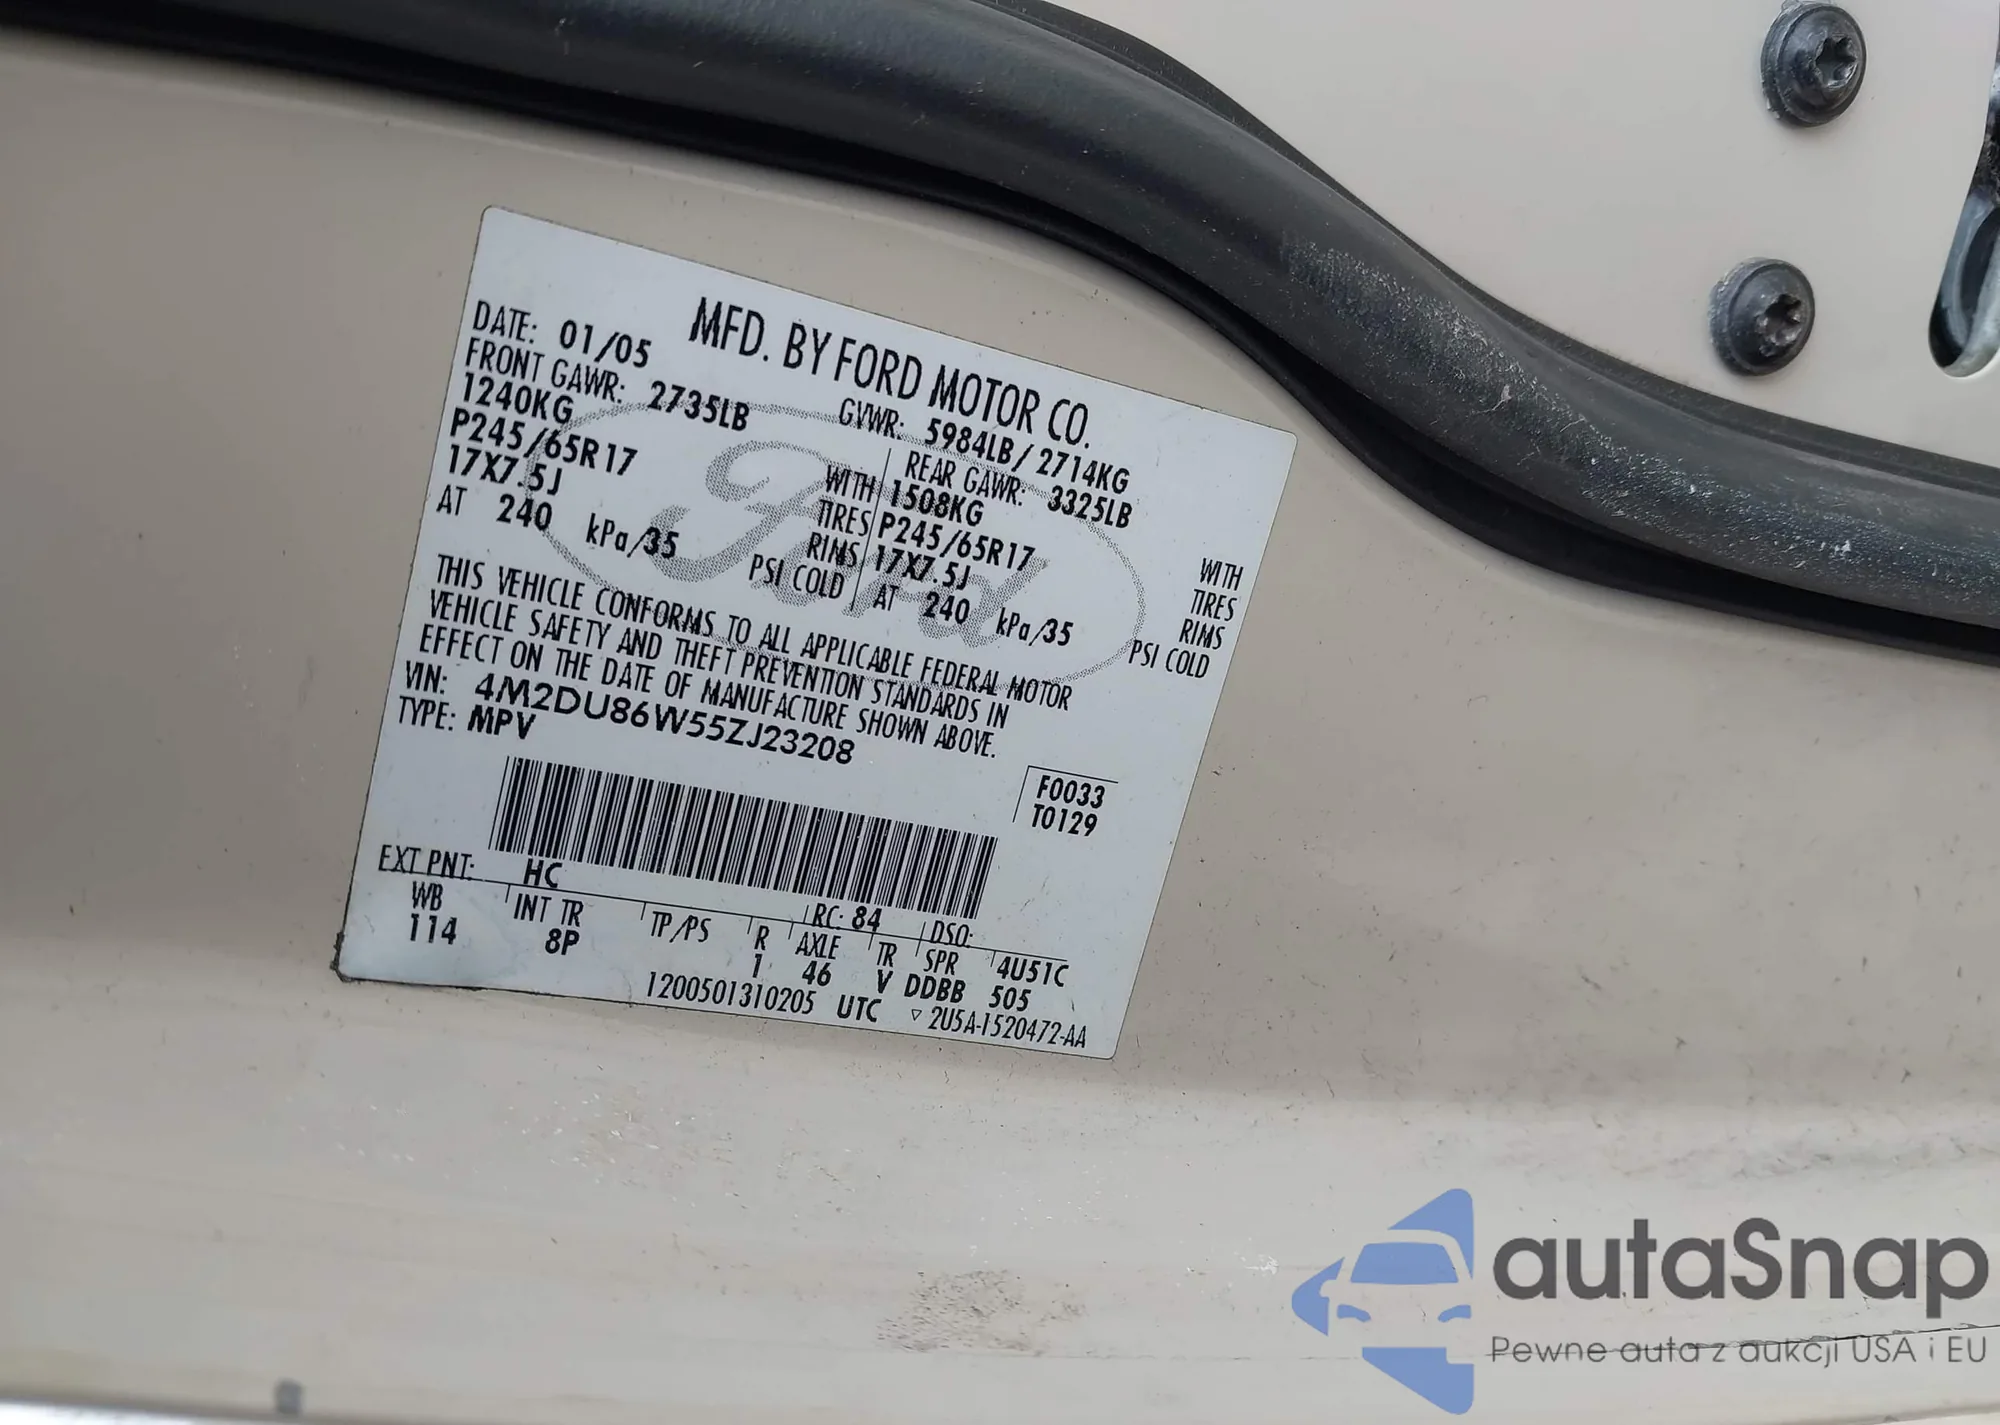 MFD. BY FORD MOTOR CO.
DATE: 01/05 GVWR: 5984LB / 2714KG
FRONT GAWR: 2735LB REAR GAWR: 3325LB
1240KG WITH 1508KG WITH
P245/65R17 TIRES P245/65R17 TIRES
17X7.5J RIMS 17X7.5J RIMS
AT 240 kPa/35 PSI COLD AT 240 kPa/35 PSI COLD
Ford
THIS VEHICLE CONFORMS TO ALL APPLICABLE FEDERAL MOTOR
VEHICLE SAFETY AND THEFT PREVENTION STANDARDS IN
EFFECT ON THE DATE OF MANUFACTURE SHOWN ABOVE.
VIN: 4M2DU86W55ZJ23208
TYPE: MPV
F0033
T0129
EXT PNT: HC RC: 84 DSO:
WB INT TR TP/PS R AXLE TR SPR 4U51C
114 8P 1 46 V DDBB 505
1200501310205 UTC ▽ 2U5A-1520472-AA
autaSnap
Pewne auta z aukcji USA i EU